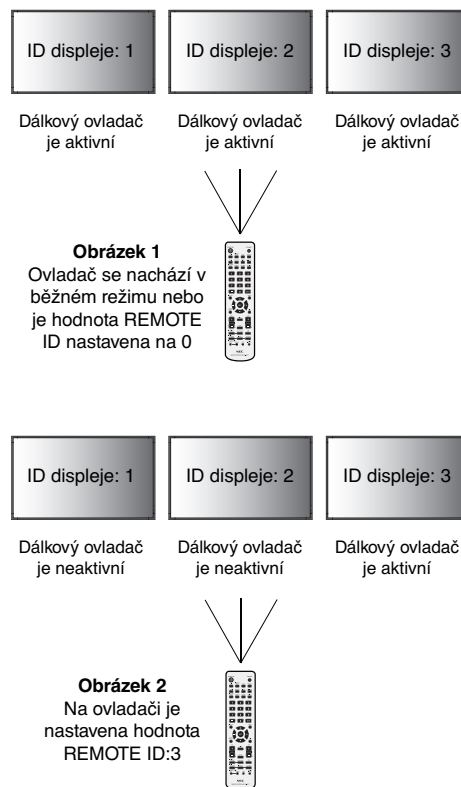 ID displeje: 1
ID displeje: 2
ID displeje: 3
Dálkový ovladač
je aktivní
Dálkový ovladač
je aktivní
Dálkový ovladač
je aktivní
Obrázek 1
Ovladač se nachází v
běžném režimu nebo
je hodnota REMOTE
ID nastavena na 0
NEC
ID displeje: 1
ID displeje: 2
ID displeje: 3
Dálkový ovladač
je neaktivní
Dálkový ovladač
je neaktivní
Dálkový ovladač
je aktivní
Obrázek 2
Na ovladači je
nastavena hodnota
REMOTE ID:3
NEC